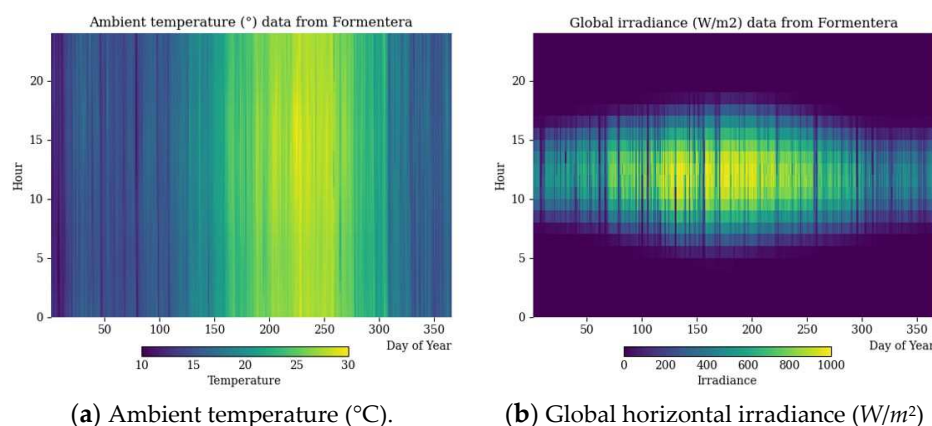 Ambient temperature (°) data from Formentera
20
15
10
5
0
Hour
50 100 150 200 250 300 350
Day of Year
10 15 20 25 30
Temperature
(a) Ambient temperature (°C).
Global irradiance (W/m2) data from Formentera
20
15
10
5
0
Hour
50 100 150 200 250 300 350
Day of Year
0 200 400 600 800 1000
Irradiance
(b) Global horizontal irradiance (W/m²)